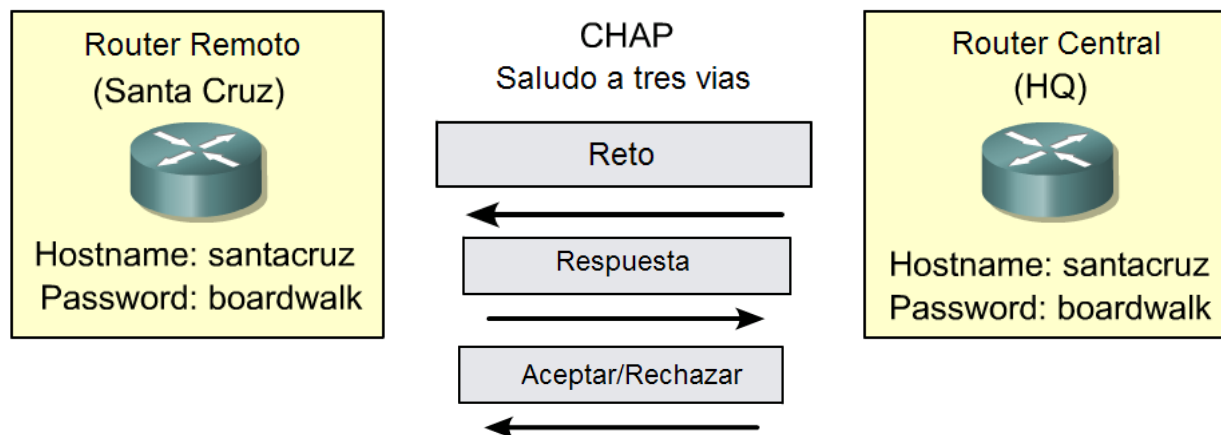 Router Remoto
(Santa Cruz)
Hostname: santacruz
Password: boardwalk
CHAP
Saludo a tres vias
Reto
Respuesta
Aceptar/Rechazar
Router Central
(HQ)
Hostname: santacruz
Password: boardwalk